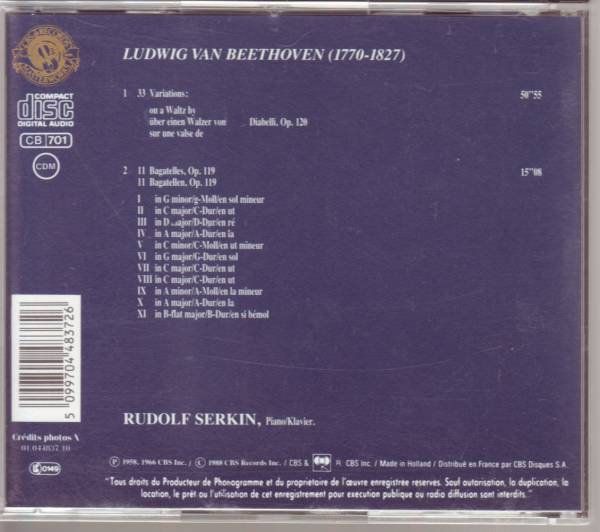 CBS RECORDS
MASTERWORKS
LUDWIG VAN BEETHOVEN (1770-1827)
COMPACT
disc
DIGITAL AUDIO
CB 701
CDM
1 33 Variations: 50"55
on a Waltz by
über einen Walzer von Diabelli, Op. 120
sur une valse de
2 11 Bagatelles, Op. 119 15"08
11 Bagatellen, Op. 119
I in G minor/g-Moll/en sol mineur
II in C major/C-Dur/en ut
III in D major/D-Dur/en ré
IV in A major/A-Dur/en la
V in C minor/C-Moll/en ut mineur
VI in G major/G-Dur/en sol
VII in C major/C-Dur/en ut
VIII in C major/C-Dur/en ut
IX in A minor/A-Moll/en la mineur
X in A major/A-Dur/en la
XI in B-flat major/B-Dur/en si bémol
5 099704 483726
RUDOLF SERKIN, Piano/Klavier.
Crédits photos X
01-044837-10
0149
℗ 1958, 1966 CBS Inc. / © 1988 CBS Records Inc. / CBS & R CBS Inc. / Made in Holland / Distribué en France par CBS Disques S.A.
"Tous droits du Producteur de Phonogramme et du propriétaire de l'œuvre enregistrée réservés. Sauf autorisation, la duplication, la
location, le prêt ou l'utilisation de cet enregistrement pour execution publique ou radio diffusion sont interdits."